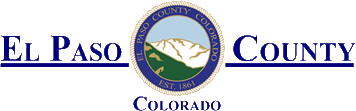 EL PASO COUNTY
EL PASO COUNTY COLORADO
EST. 1861
COLORADO